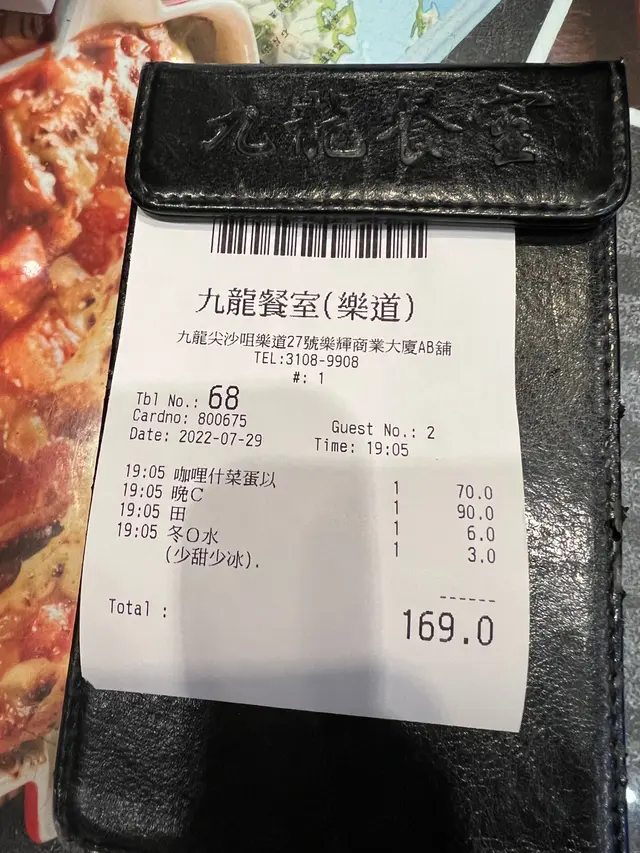 九龍餐室
九龍餐室(樂道)
九龍尖沙咀樂道27號樂輝商業大廈AB舖
TEL:3108-9908
#: 1
Tbl No.: 68
Cardno: 800675 Guest No.: 2
Date: 2022-07-29 Time: 19:05
19:05 咖哩什菜蛋以 1 70.0
19:05 晚C 1 90.0
19:05 田 1 6.0
19:05 冬O水 1 3.0
(少甜少冰).
------
Total : 169.0